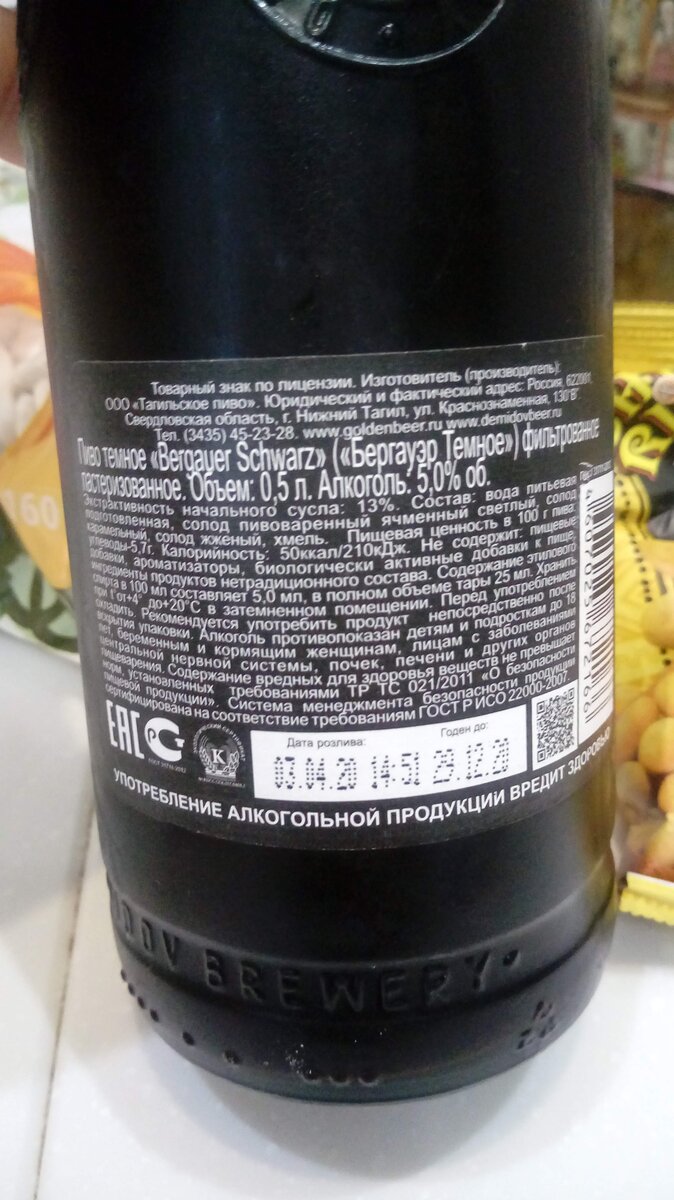 Товарный знак по лицензии. Изготовитель (производитель):
ООО «Тагильское пиво». Юридический и фактический адрес: Россия, 622001,
Свердловская область, г. Нижний Тагил, ул. Краснознаменная, 130"В"
Тел. (3435) 45-23-28. www.goldenbeer.ru www.demidovbeer.ru
Пиво темное «Bergauer Schwarz» («Бергауэр Темное») фильтрованное
пастеризованное. Объем: 0,5 л. Алкоголь: 5,0% об.
Экстрактивность начального сусла: 13%. Состав: вода питьевая
подготовленная, солод пивоваренный ячменный светлый, солод
карамельный, солод жженый, хмель. Пищевая ценность в 100 г пива:
углеводы-5,7г. Калорийность: 50ккал/210кДж. Не содержит: пищевые
добавки, ароматизаторы, биологически активные добавки к пище,
ингредиенты продуктов нетрадиционного состава. Содержание этилового
спирта в 100 мл составляет 5,0 мл, в полном объеме тары 25 мл. Хранить
при t от+4° до+20°С в затемненном помещении. Перед употреблением
охладить. Рекомендуется употребить продукт непосредственно после
вскрытия упаковки. Алкоголь противопоказан детям и подросткам до 18
лет, беременным и кормящим женщинам, лицам с заболеваниями
центральной нервной системы, почек, печени и других органов
пищеварения. Содержание вредных для здоровья веществ не превышает
норм, установленных требованиями ТР ТС 021/2011 «О безопасности
пищевой продукции». Система менеджмента безопасности продукции
сертифицирована на соответствие требованиям ГОСТ Р ИСО 22000-2007.
EAC
Дата розлива: Годен до:
03.04.20 14:51 29.12.20
УПОТРЕБЛЕНИЕ АЛКОГОЛЬНОЙ ПРОДУКЦИИ ВРЕДИТ ЗДОРОВЬЮ
DOV BREWERY
160